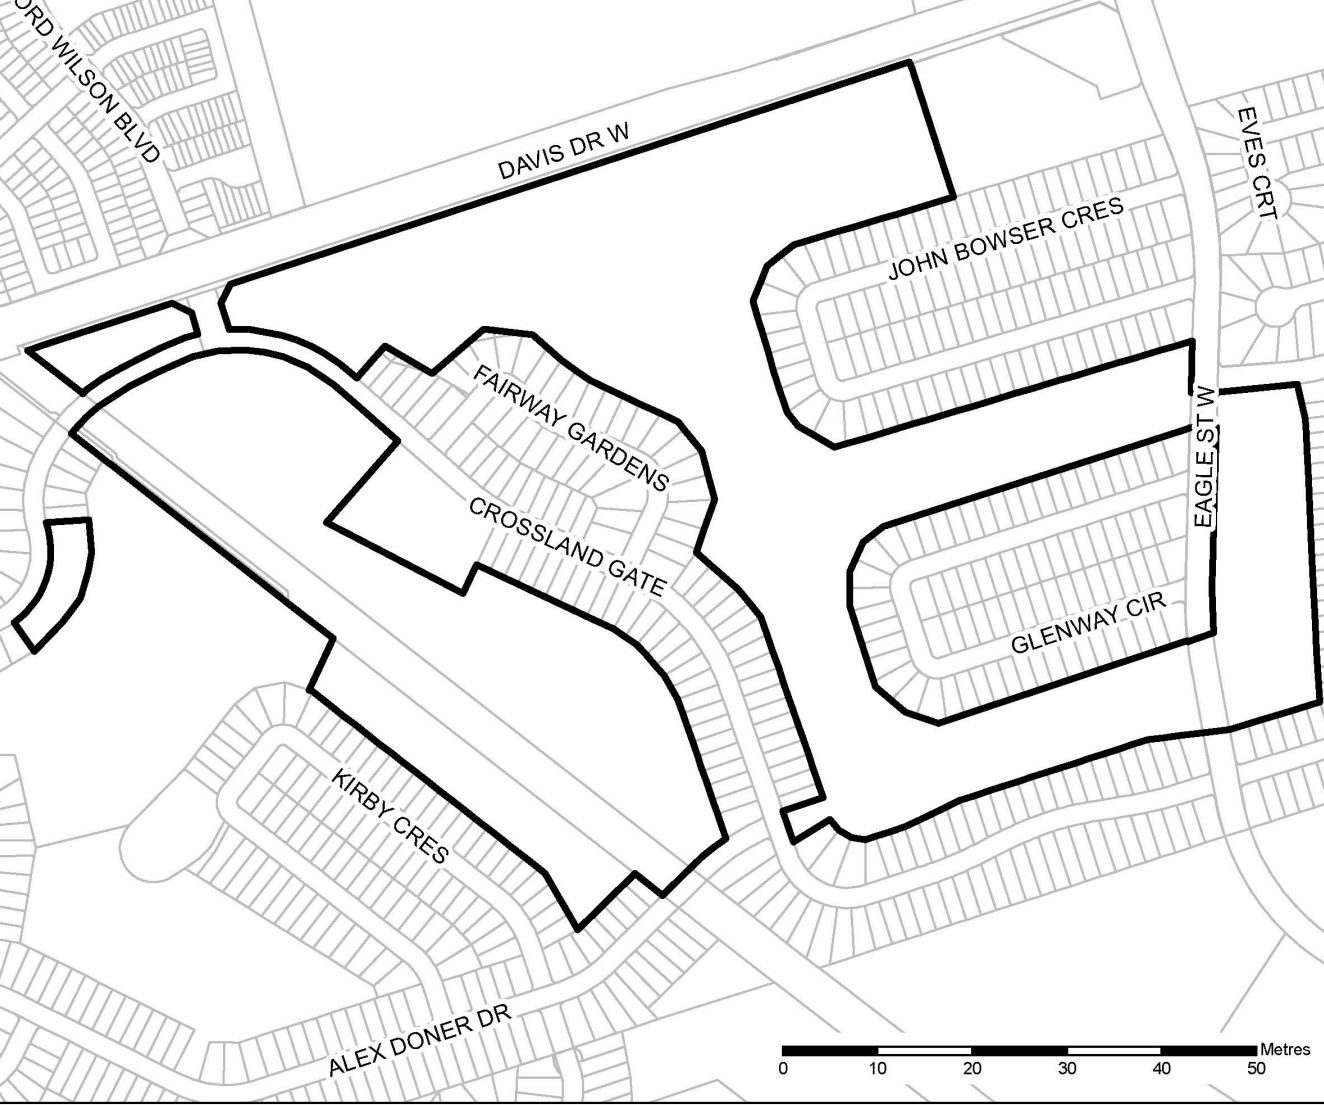 ORD WILSON BLVD
DAVIS DR W
EVES CRT
JOHN BOWSER CRES
FAIRWAY GARDENS
EAGLE ST W
CROSSLAND GATE
GLENWAY CIR
KIRBY CRES
ALEX DONER DR
Metres
0 10 20 30 40 50